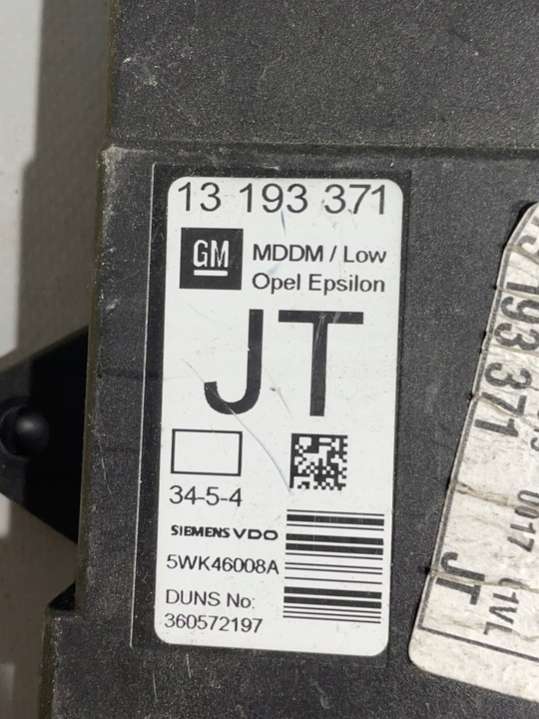 13 193 371
GM
MDDM / Low
Opel Epsilon
JT
34-5-4
SIEMENS VDO
5WK46008A
DUNS No:
360572197
193 371
0017
JT